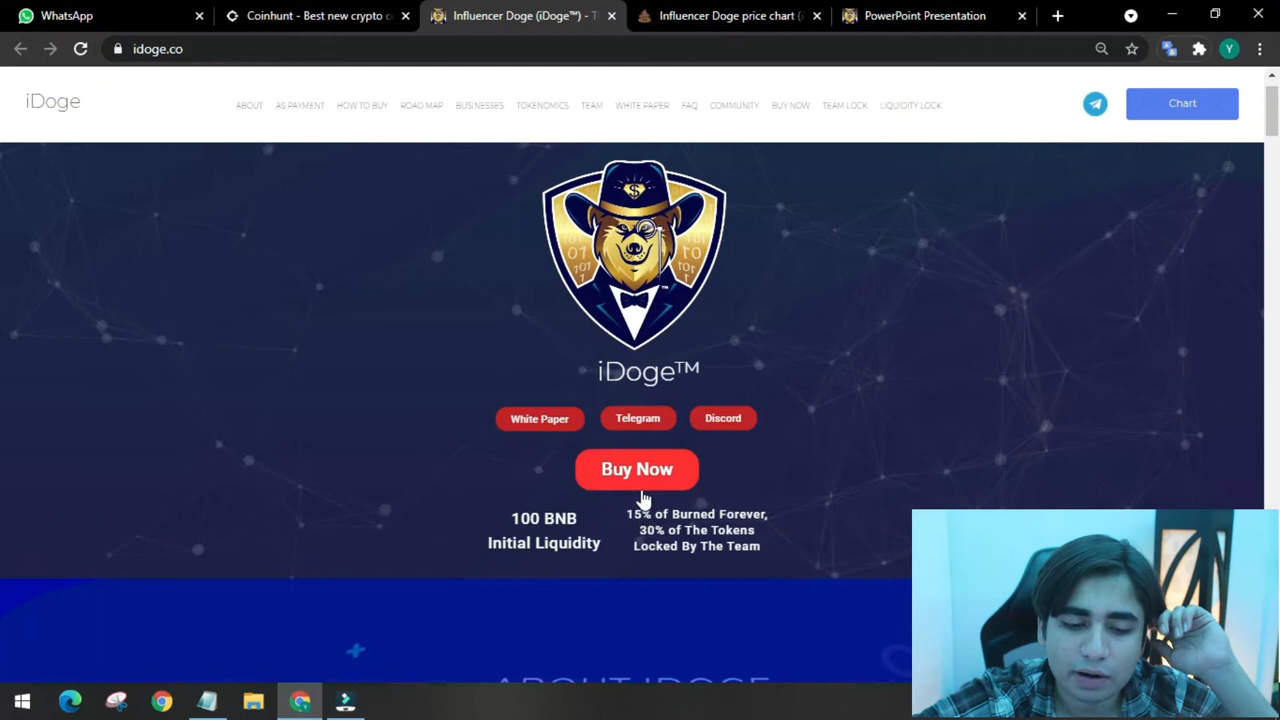 WhatsApp
Coinhunt - Best new crypto c
Influencer Doge (iDoge™) - T
Influencer Doge price chart (i
PowerPoint Presentation
idoge.co
Y
iDoge
ABOUT AS PAYMENT HOW TO BUY ROAD MAP BUSINESSES TOKENOMICS TEAM WHITE PAPER FAQ COMMUNITY BUY NOW TEAM LOCK LIQUIDITY LOCK
Chart
$
iDoge™
White Paper
Telegram
Discord
Buy Now
100 BNB
Initial Liquidity
15% of Burned Forever,
30% of The Tokens
Locked By The Team